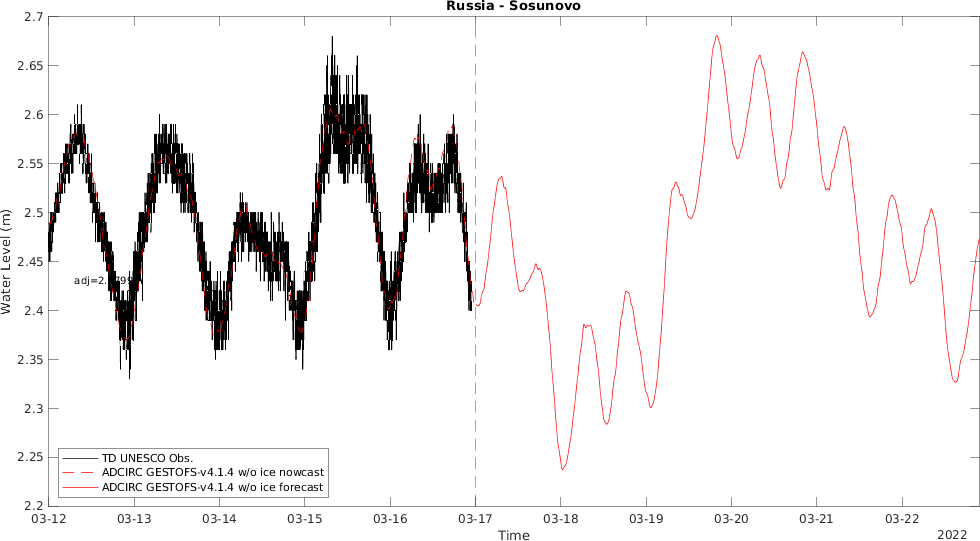 Russia - Sosunovo
2.7
2.65
2.6
2.55
2.5
2.45
2.4
2.35
2.3
2.25
2.2
Water Level (m)
TD UNESCO Obs.
ADCIRC GESTOFS-v4.1.4 w/o ice nowcast
ADCIRC GESTOFS-v4.1.4 w/o ice forecast
03-12 03-13 03-14 03-15 03-16 03-17 03-18 03-19 03-20 03-21 03-22
Time
2022